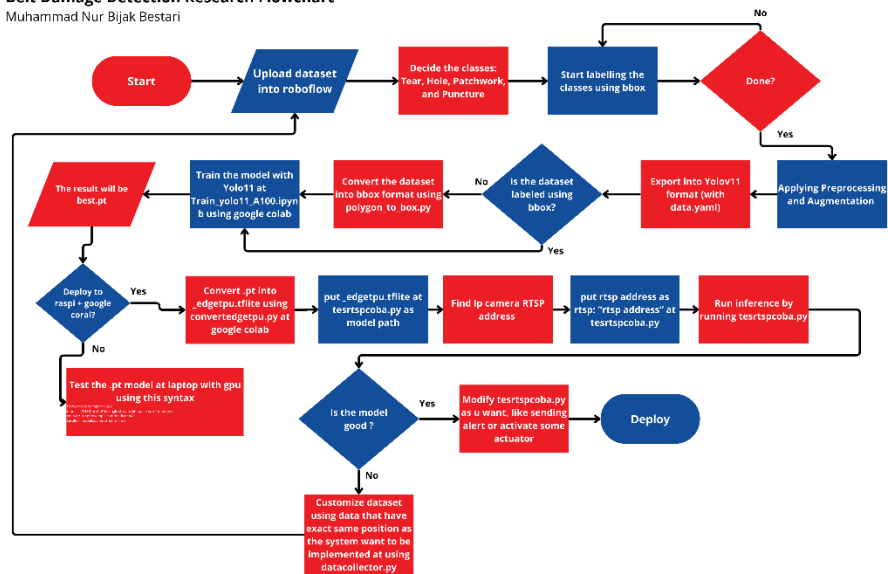 Belt Damage Detection Research Flowchart
Muhammad Nur Bijak Bestari
No
Start
Upload dataset
into roboflow
Decide the classes:
Tear, Hole, Patchwork,
and Puncture
Start labelling the
classes using bbox
Done?
Yes
The result will be
best.pt
Train the model with
Yolo11 at
Train_yolo11_A100.ipyn
b using google colab
Convert the dataset
into bbox format using
polygon_to_box.py
No
Is the dataset
labeled using
bbox?
Yes
Export into Yolov11
format (with
data.yaml)
Applying Preprocessing
and Augmentation
Deploy to
raspi + google
coral?
Yes
Convert .pt into
_edgetpu.tflite using
convertedgetpu.py at
google colab
put _edgetpu.tflite at
tesrtspcoba.py as
model path
Find Ip camera RTSP
address
put rtsp address as
rtsp: “rtsp address” at
tesrtspcoba.py
Run inference by
running tesrtspcoba.py
No
Test the .pt model at laptop with gpu
using this syntax
Is the model
good ?
Yes
Modify tesrtspcoba.py
as u want, like sending
alert or activate some
actuator
Deploy
No
Customize dataset
using data that have
exact same position as
the system want to be
implemented at using
datacollector.py